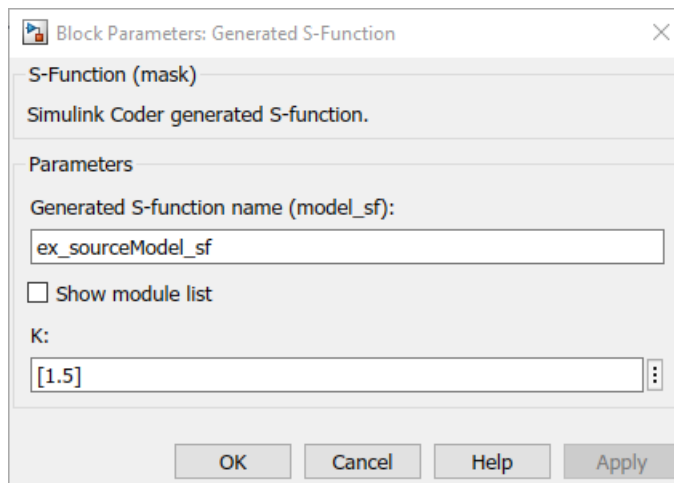 Block Parameters: Generated S-Function
S-Function (mask)
Simulink Coder generated S-function.
Parameters
Generated S-function name (model_sf):
ex_sourceModel_sf
Show module list
K:
[1.5]
OK Cancel Help Apply